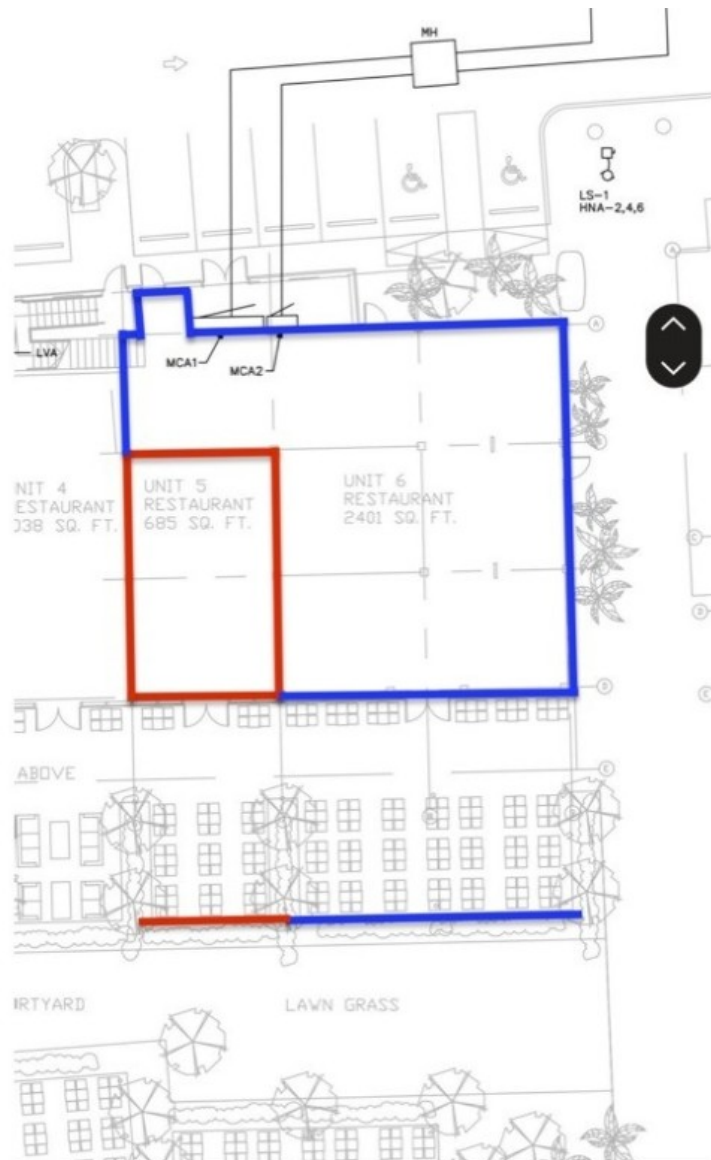 MH
LS-1
HNA-2,4,6
A
A
LVA
MCA1
MCA2
NIT 4
ESTAURANT
038 SQ. FT.
UNIT 5
RESTAURANT
685 SQ. FT.
UNIT 6
RESTAURANT
2401 SQ. FT.
C
D
D
E
ABOVE
E
RTYARD
LAWN GRASS